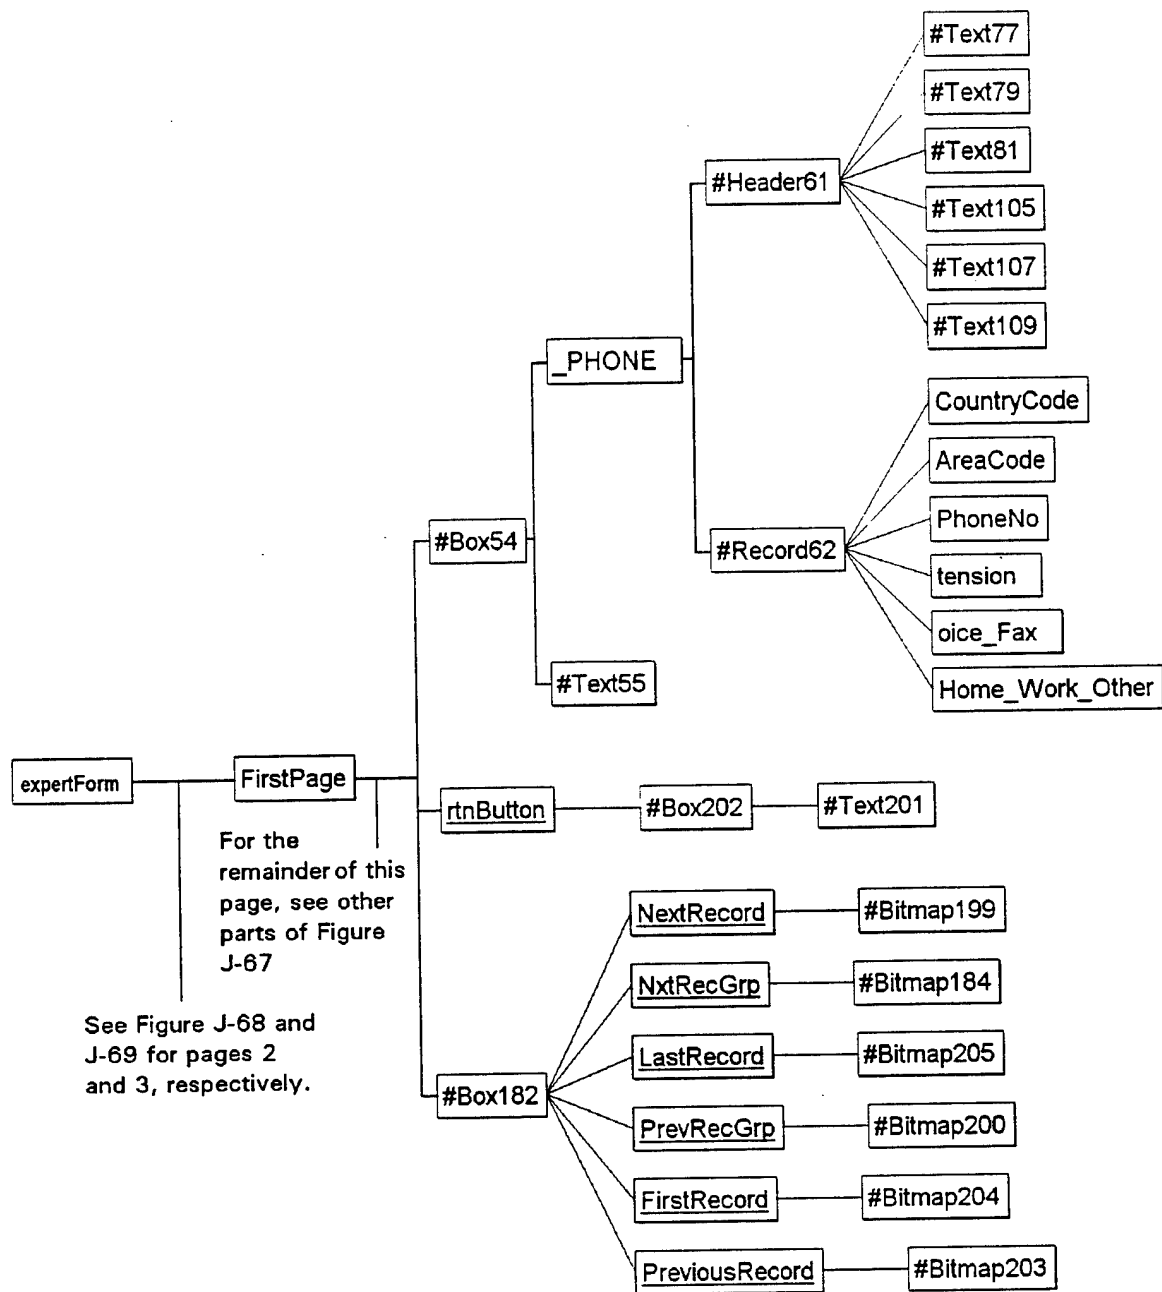 #Text77
#Text79
#Text81
#Header61
#Text105
#Text107
#Text109
_PHONE
CountryCode
AreaCode
PhoneNo
#Box54
#Record62
tension
oice_Fax
#Text55
Home_Work_Other
expertForm
FirstPage
rtnButton
#Box202
#Text201
For the
remainder of this
page, see other
parts of Figure
J-67
NextRecord
#Bitmap199
NxtRecGrp
#Bitmap184
See Figure J-68 and
J-69 for pages 2
and 3, respectively.
LastRecord
#Bitmap205
#Box182
PrevRecGrp
#Bitmap200
FirstRecord
#Bitmap204
PreviousRecord
#Bitmap203